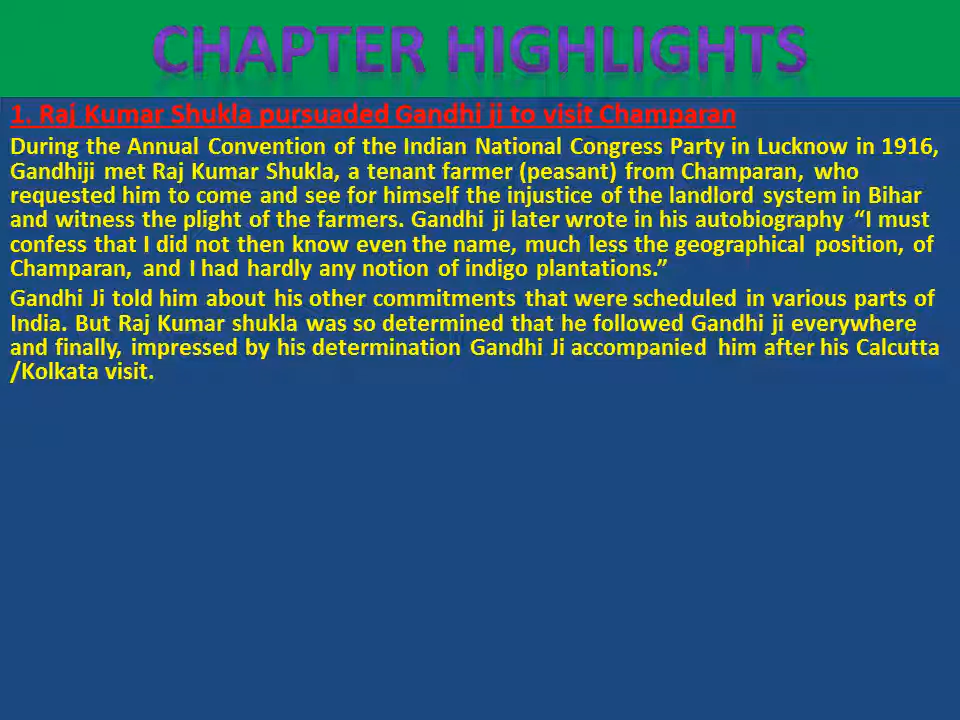 CHAPTER HIGHLIGHTS
1. Raj Kumar Shukla pursuaded Gandhi ji to visit Champaran
During the Annual Convention of the Indian National Congress Party in Lucknow in 1916,
Gandhiji met Raj Kumar Shukla, a tenant farmer (peasant) from Champaran, who
requested him to come and see for himself the injustice of the landlord system in Bihar
and witness the plight of the farmers. Gandhi ji later wrote in his autobiography “I must
confess that I did not then know even the name, much less the geographical position, of
Champaran, and I had hardly any notion of indigo plantations.”
Gandhi Ji told him about his other commitments that were scheduled in various parts of
India. But Raj Kumar shukla was so determined that he followed Gandhi ji everywhere
and finally, impressed by his determination Gandhi Ji accompanied him after his Calcutta
/Kolkata visit.